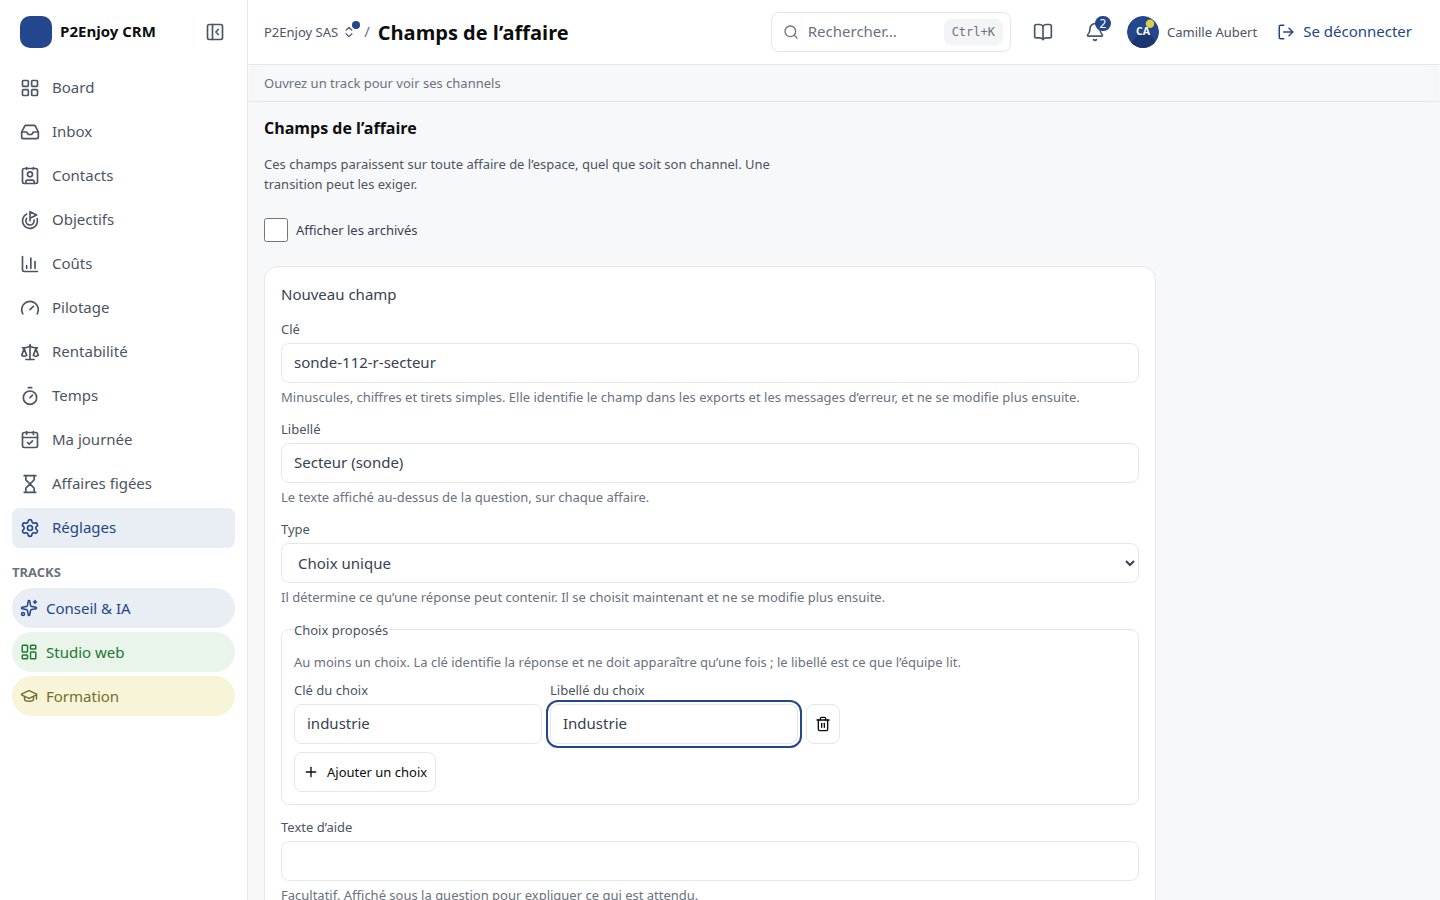 P2Enjoy CRM
Board
Inbox
Contacts
Objectifs
Coûts
Pilotage
Rentabilité
Temps
Ma journée
Affaires figées
Réglages
TRACKS
Conseil & IA
Studio web
Formation
P2Enjoy SAS / Champs de l’affaire
Rechercher... Ctrl+K
2
CA Camille Aubert
Se déconnecter
Ouvrez un track pour voir ses channels
Champs de l’affaire
Ces champs paraissent sur toute affaire de l’espace, quel que soit son channel. Une
transition peut les exiger.
Afficher les archivés
Nouveau champ
Clé
sonde-112-r-secteur
Minuscules, chiffres et tirets simples. Elle identifie le champ dans les exports et les messages d’erreur, et ne se modifie plus ensuite.
Libellé
Secteur (sonde)
Le texte affiché au-dessus de la question, sur chaque affaire.
Type
Choix unique
Il détermine ce qu’une réponse peut contenir. Il se choisit maintenant et ne se modifie plus ensuite.
Choix proposés
Au moins un choix. La clé identifie la réponse et ne doit apparaître qu’une fois ; le libellé est ce que l’équipe lit.
Clé du choix Libellé du choix
industrie Industrie
Ajouter un choix
Texte d’aide
Facultatif. Affiché sous la question pour expliquer ce qui est attendu.